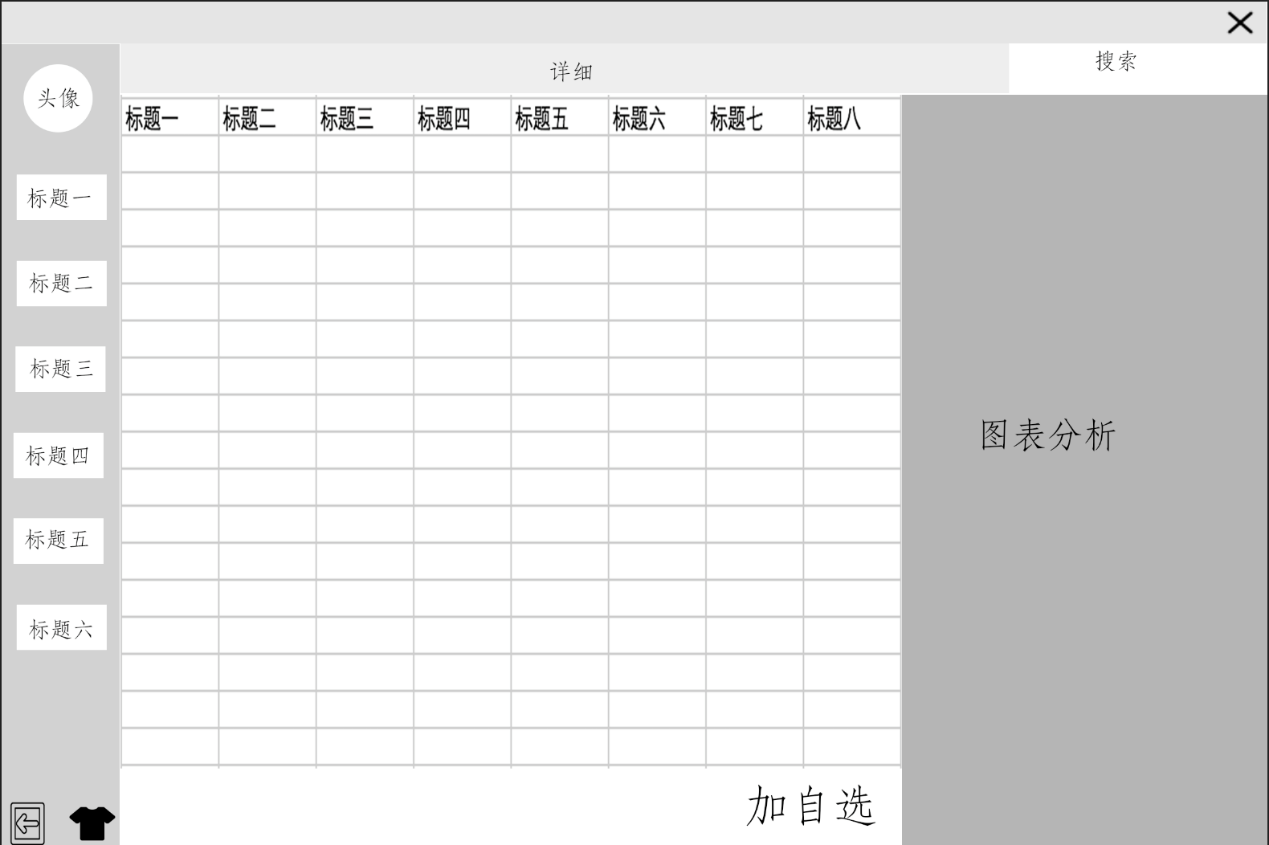 头像
详细
搜索
标题一 标题二 标题三 标题四 标题五 标题六 标题七 标题八
标题一
标题二
标题三
标题四
标题五
标题六
图表分析
加自选